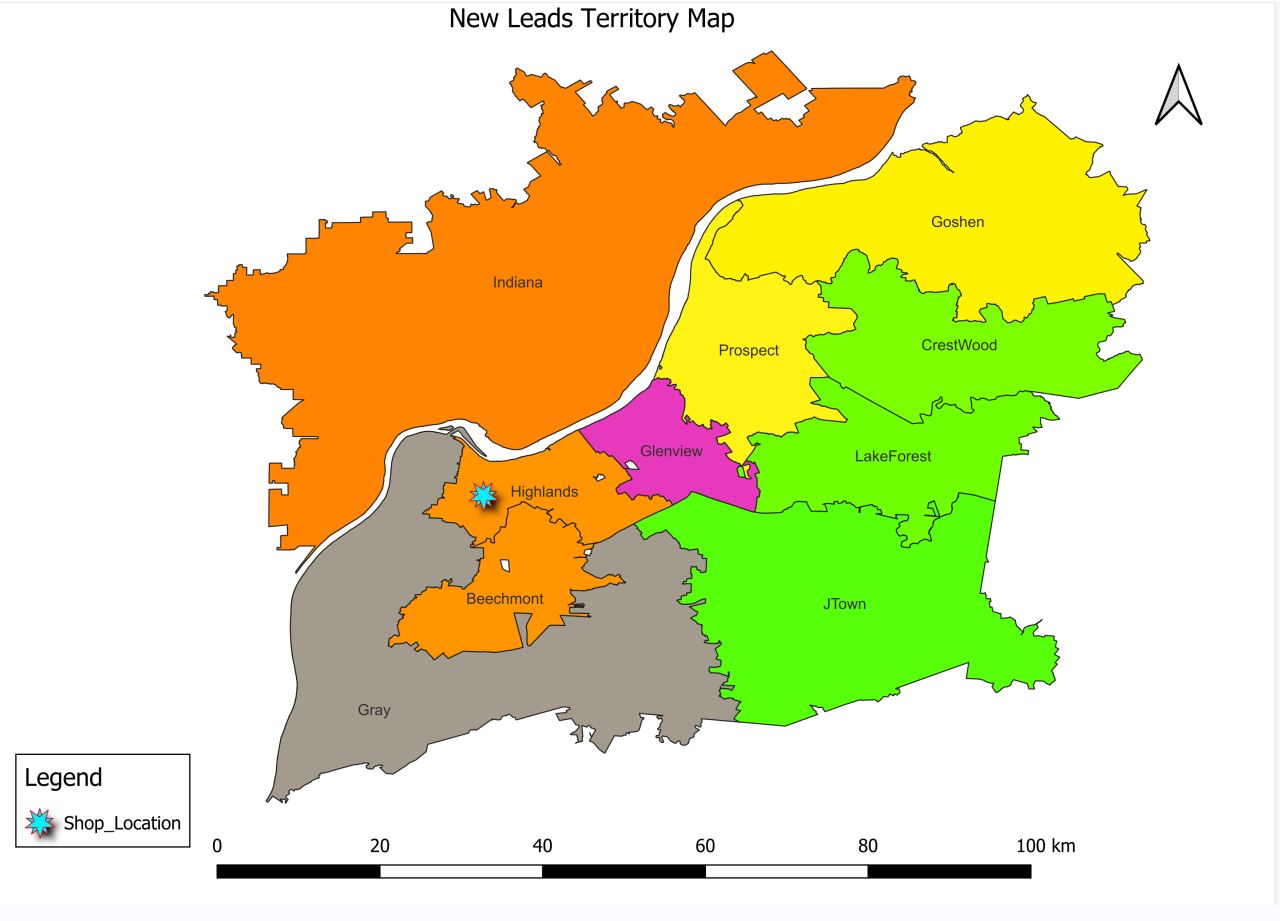 New Leads Territory Map
Goshen
Indiana
Prospect
CrestWood
Glenview
LakeForest
Highlands
Beechmont
JTown
Gray
Legend
Shop_Location
0 20 40 60 80 100 km